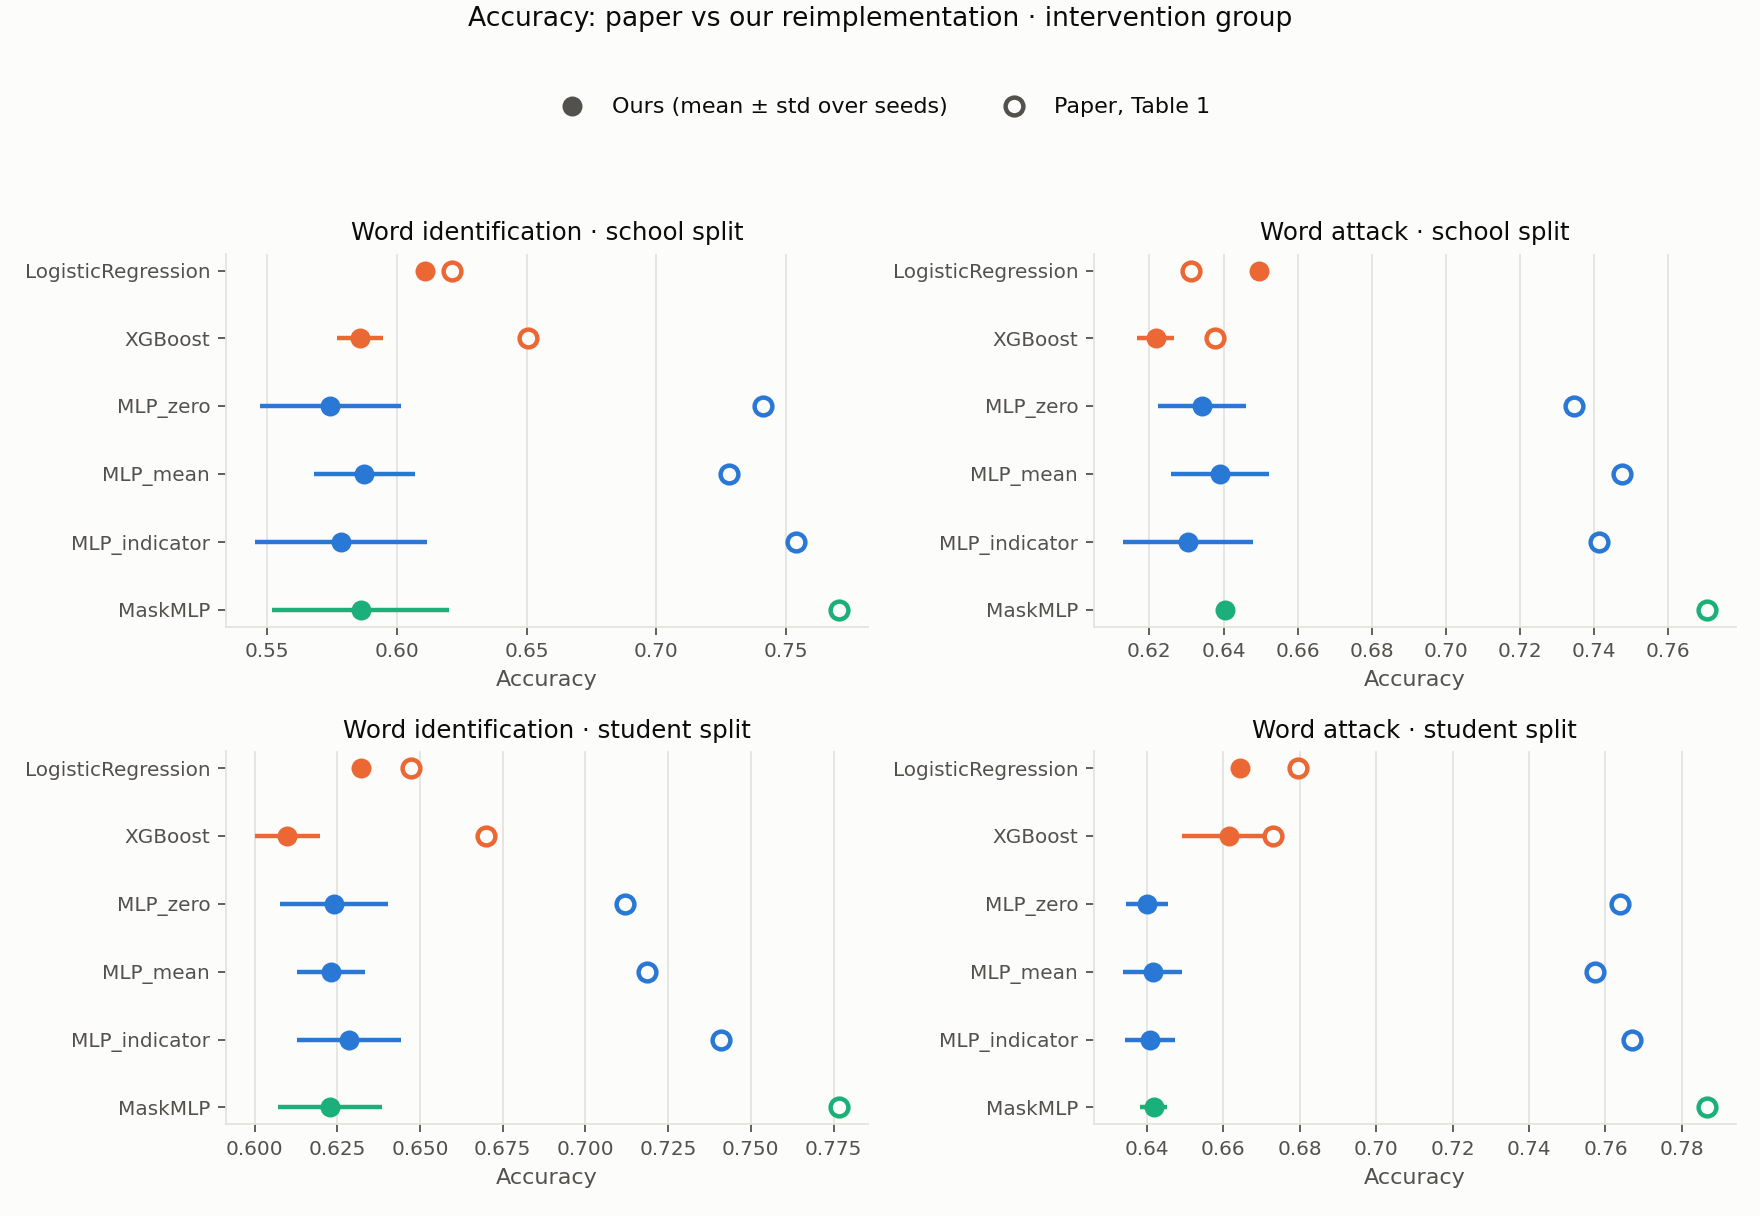 Accuracy: paper vs our reimplementation · intervention group
Ours (mean ± std over seeds)
Paper, Table 1
Word identification · school split
LogisticRegression
XGBoost
MLP_zero
MLP_mean
MLP_indicator
MaskMLP
0.55 0.60 0.65 0.70 0.75
Accuracy
Word attack · school split
LogisticRegression
XGBoost
MLP_zero
MLP_mean
MLP_indicator
MaskMLP
0.62 0.64 0.66 0.68 0.70 0.72 0.74 0.76
Accuracy
Word identification · student split
LogisticRegression
XGBoost
MLP_zero
MLP_mean
MLP_indicator
MaskMLP
0.600 0.625 0.650 0.675 0.700 0.725 0.750 0.775
Accuracy
Word attack · student split
LogisticRegression
XGBoost
MLP_zero
MLP_mean
MLP_indicator
MaskMLP
0.64 0.66 0.68 0.70 0.72 0.74 0.76 0.78
Accuracy